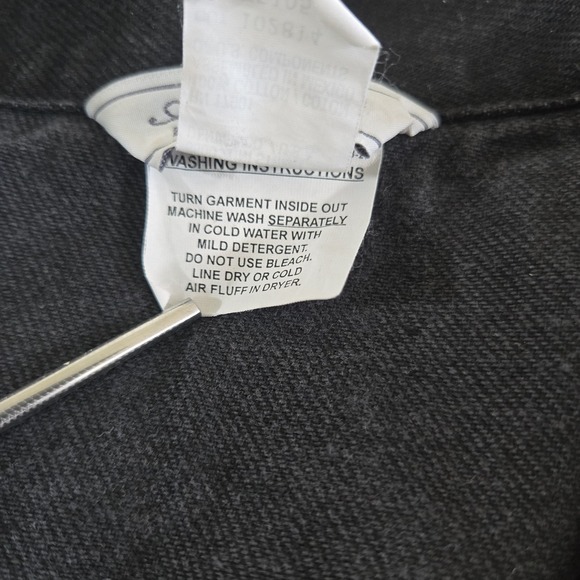 102814
WASHING INSTRUCTIONS
TURN GARMENT INSIDE OUT
MACHINE WASH SEPARATELY
IN COLD WATER WITH
MILD DETERGENT.
DO NOT USE BLEACH.
LINE DRY OR COLD
AIR FLUFF IN DRYER.